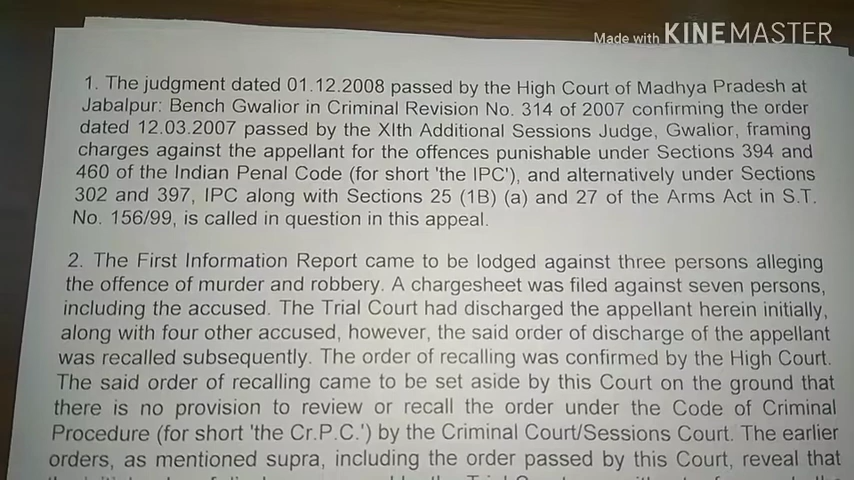 Made with KINEMASTER
1. The judgment dated 01.12.2008 passed by the High Court of Madhya Pradesh at
Jabalpur: Bench Gwalior in Criminal Revision No. 314 of 2007 confirming the order
dated 12.03.2007 passed by the XIth Additional Sessions Judge, Gwalior, framing
charges against the appellant for the offences punishable under Sections 394 and
460 of the Indian Penal Code (for short 'the IPC'), and alternatively under Sections
302 and 397, IPC along with Sections 25 (1B) (a) and 27 of the Arms Act in S.T.
No. 156/99, is called in question in this appeal.
2. The First Information Report came to be lodged against three persons alleging
the offence of murder and robbery. A chargesheet was filed against seven persons,
including the accused. The Trial Court had discharged the appellant herein initially,
along with four other accused, however, the said order of discharge of the appellant
was recalled subsequently. The order of recalling was confirmed by the High Court.
The said order of recalling came to be set aside by this Court on the ground that
there is no provision to review or recall the order under the Code of Criminal
Procedure (for short 'the Cr.P.C.') by the Criminal Court/Sessions Court. The earlier
orders, as mentioned supra, including the order passed by this Court, reveal that